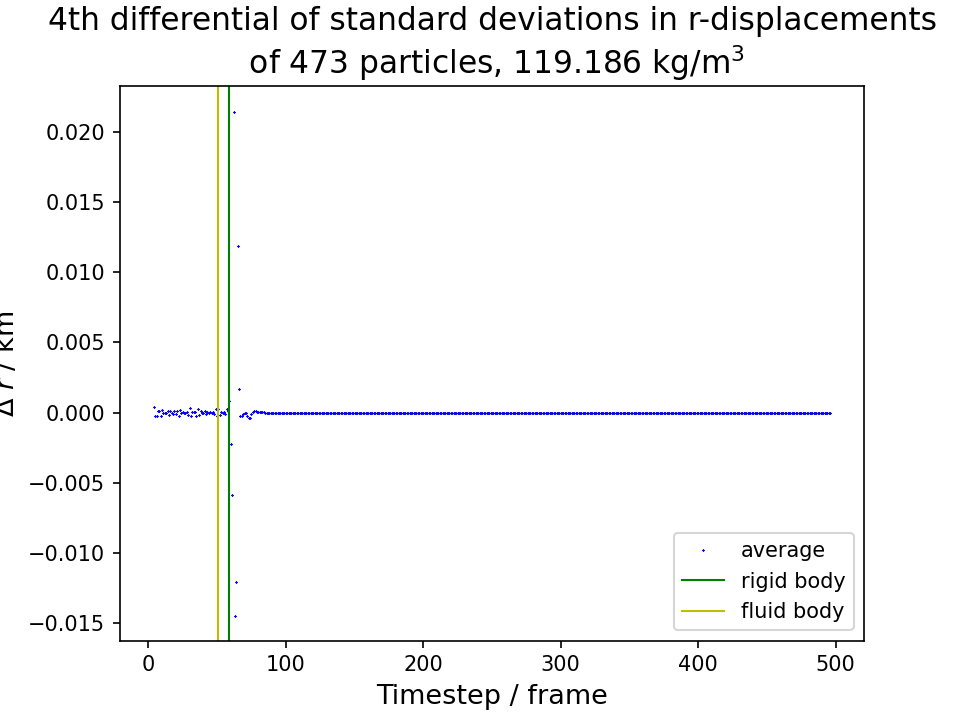 4th differential of standard deviations in r-displacements
of 473 particles, 119.186 kg/m³
0.020
0.015
0.010
0.005
0.000
−0.005
−0.010
−0.015
Δ r / km
0 100 200 300 400 500
Timestep / frame
average
rigid body
fluid body